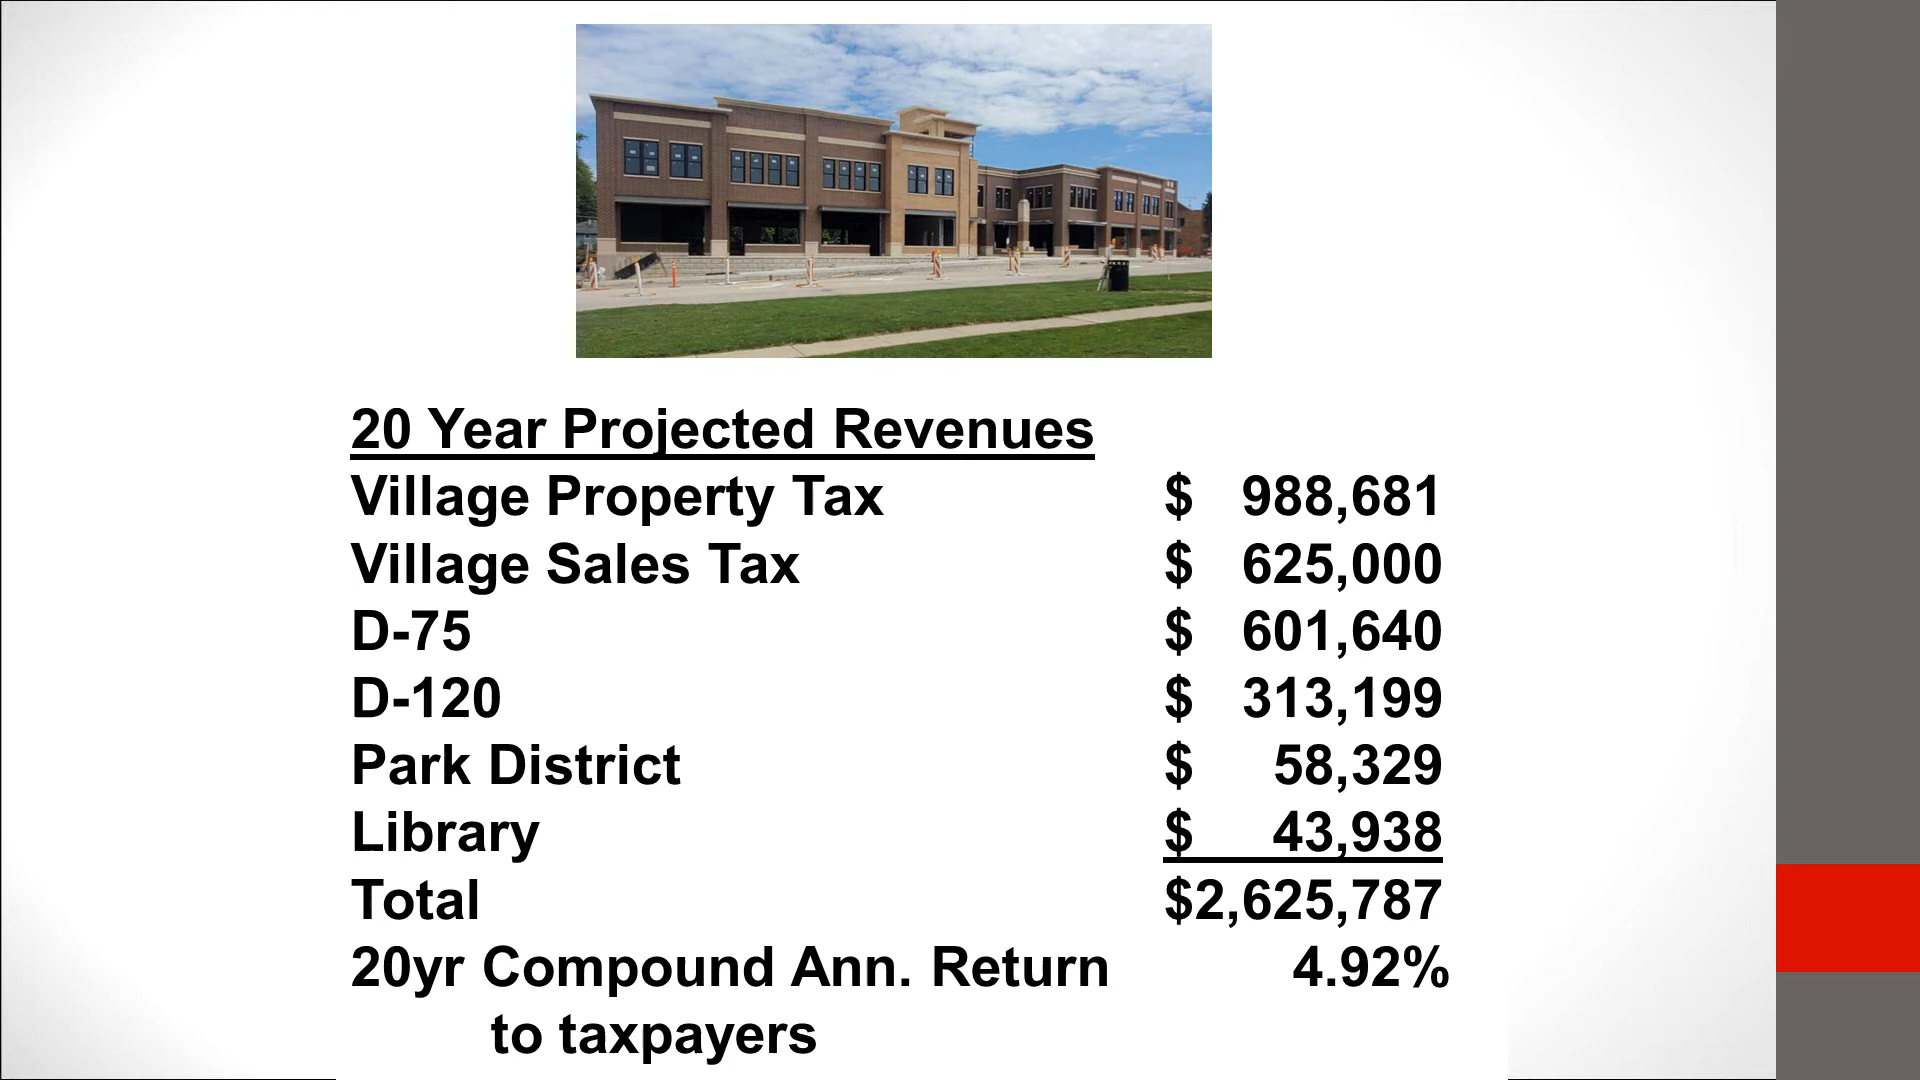 20 Year Projected Revenues
Village Property Tax $ 988,681
Village Sales Tax $ 625,000
D-75 $ 601,640
D-120 $ 313,199
Park District $ 58,329
Library $ 43,938
Total $2,625,787
20yr Compound Ann. Return 4.92%
to taxpayers